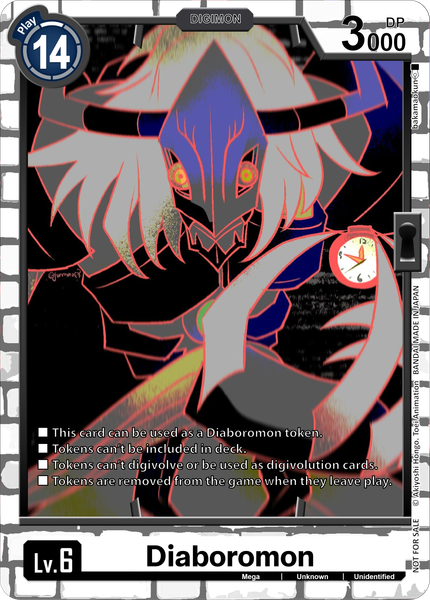 Play
14
DIGIMON
DP
3000
■ This card can be used as a Diaboromon token.
■ Tokens can't be included in deck.
■ Tokens can't digivolve or be used as digivolution cards.
■ Tokens are removed from the game when they leave play.
Lv.6
Diaboromon
Mega | Unknown | Unidentified
NOT FOR SALE © Akiyoshi Hongo. Toei Animation BANDAI MADE IN JAPAN